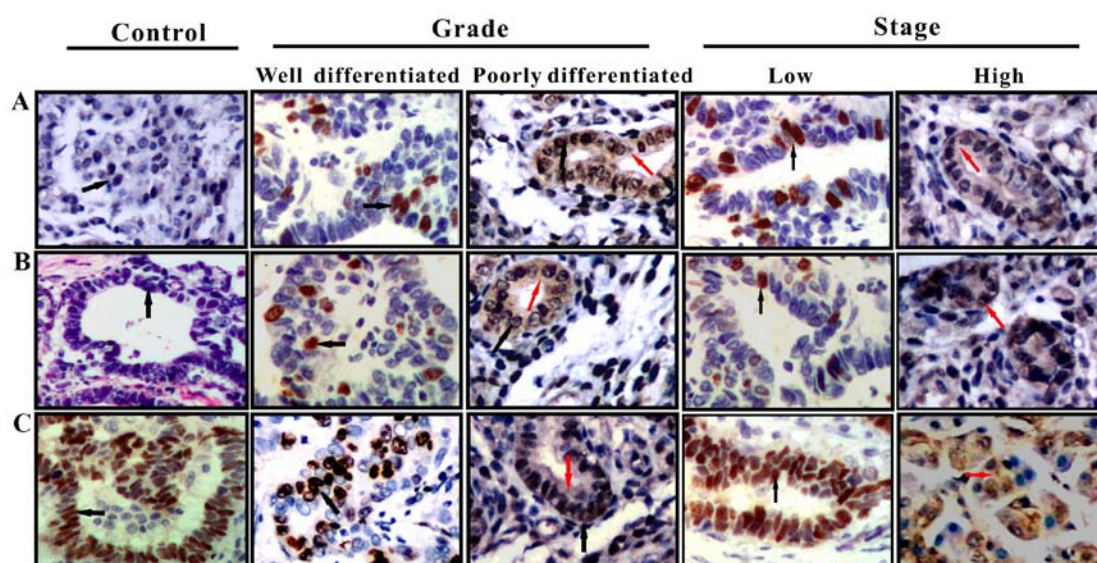 Control Grade Stage
Well differentiated Poorly differentiated Low High
A
B
C